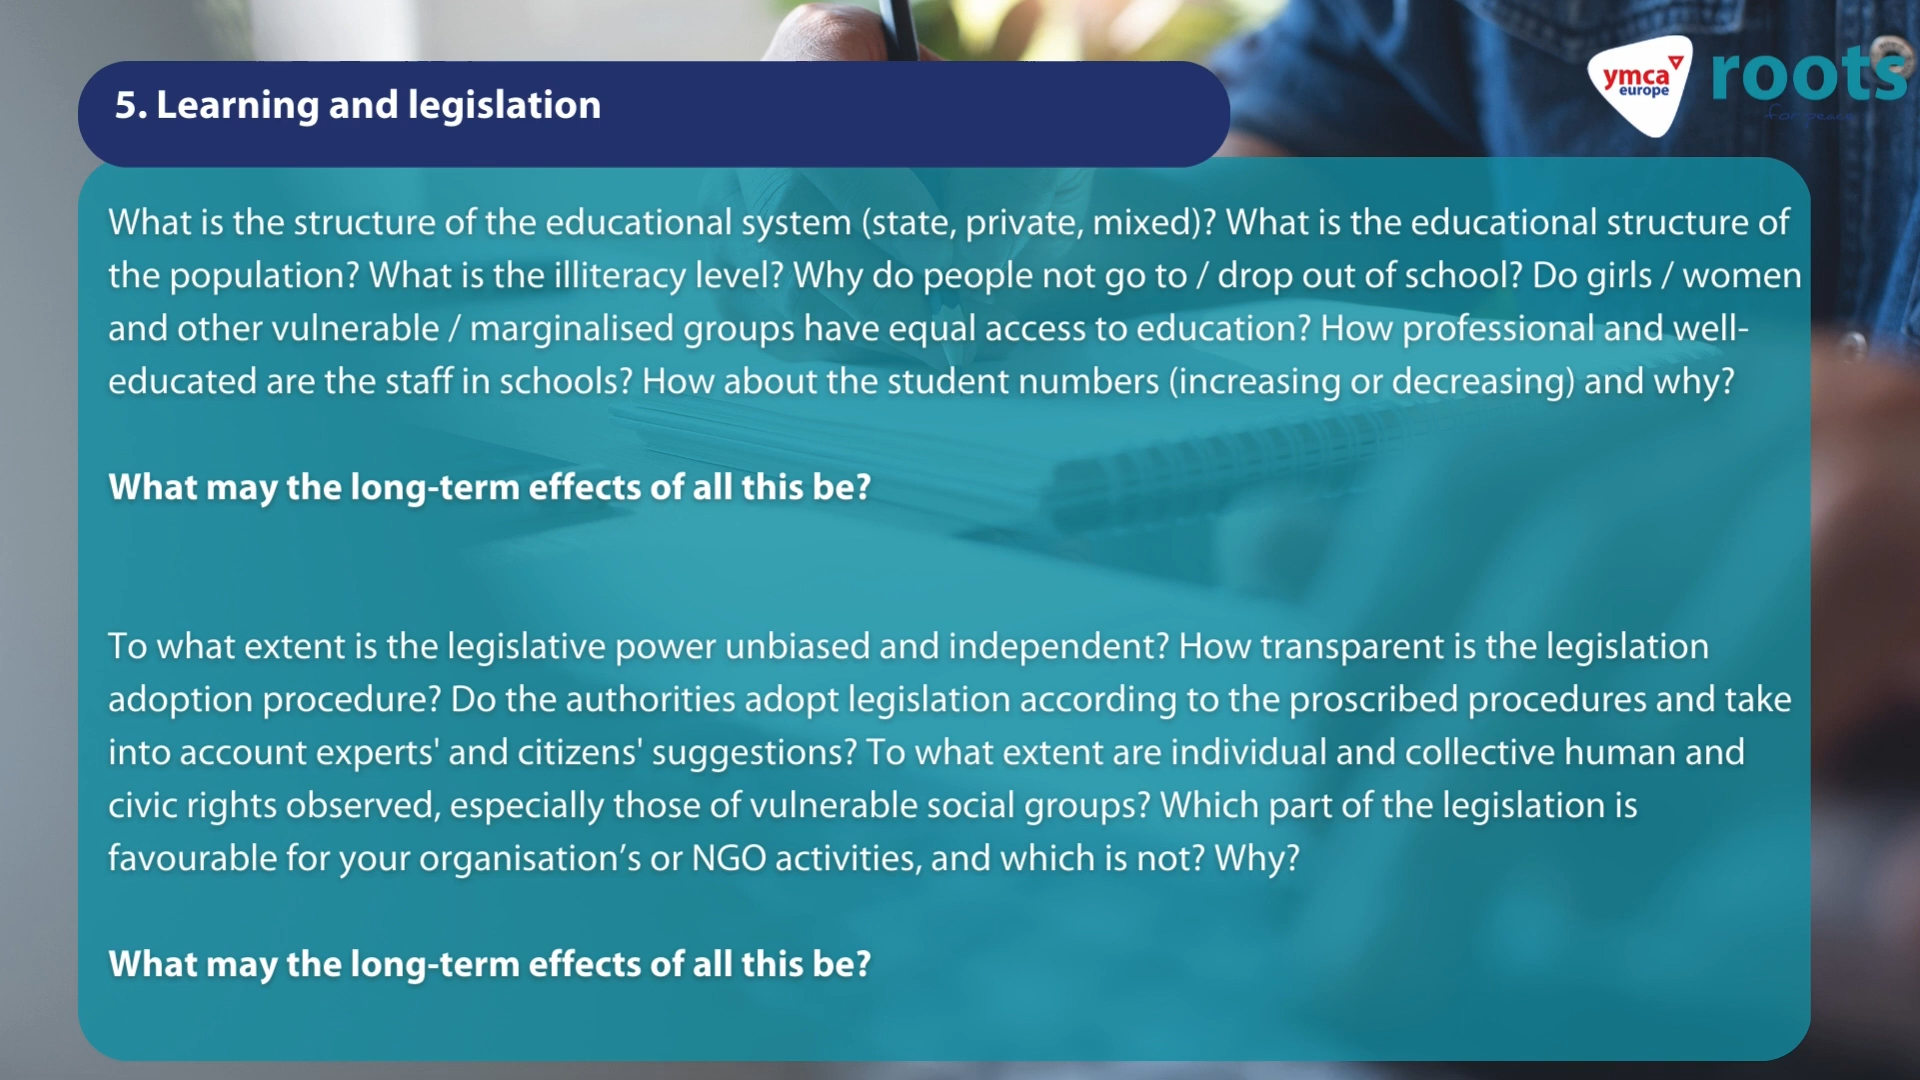 5. Learning and legislation
ymca
europe
roots
for peace
What is the structure of the educational system (state, private, mixed)? What is the educational structure of
the population? What is the illiteracy level? Why do people not go to / drop out of school? Do girls / women
and other vulnerable / marginalised groups have equal access to education? How professional and well-
educated are the staff in schools? How about the student numbers (increasing or decreasing) and why?
What may the long-term effects of all this be?
To what extent is the legislative power unbiased and independent? How transparent is the legislation
adoption procedure? Do the authorities adopt legislation according to the proscribed procedures and take
into account experts' and citizens' suggestions? To what extent are individual and collective human and
civic rights observed, especially those of vulnerable social groups? Which part of the legislation is
favourable for your organisation’s or NGO activities, and which is not? Why?
What may the long-term effects of all this be?